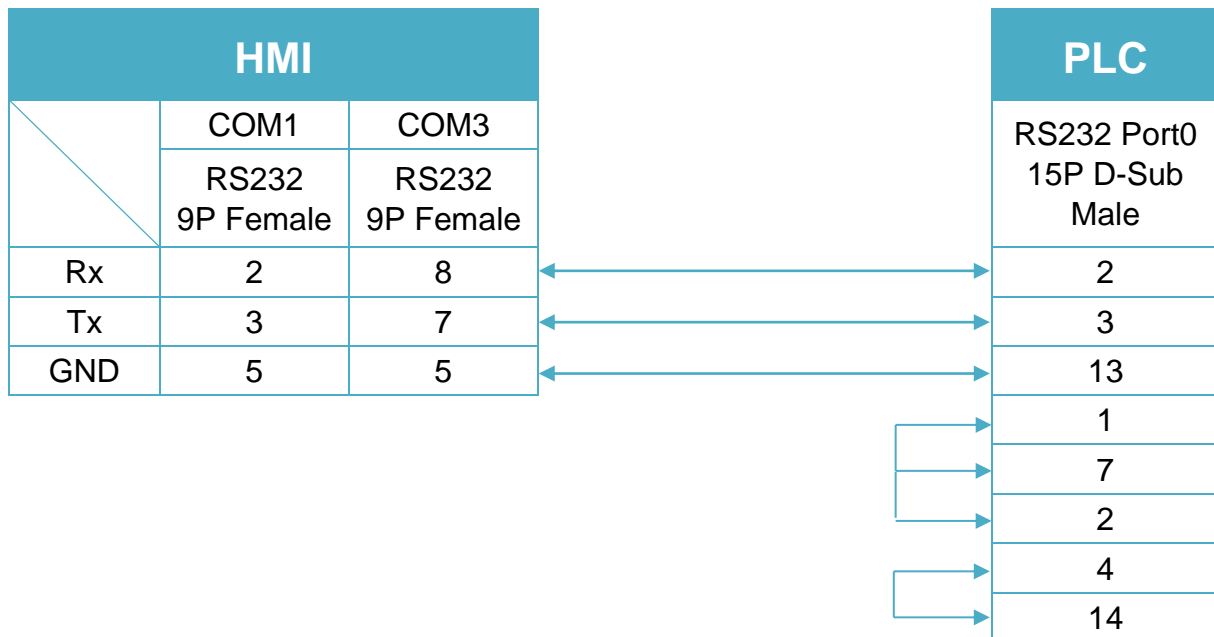 HMI
PLC
COM1 COM3
RS232 Port0
15P D-Sub
Male
RS232 RS232
9P Female 9P Female
Rx 2 8 2
Tx 3 7 3
GND 5 5 13
1
7
2
4
14